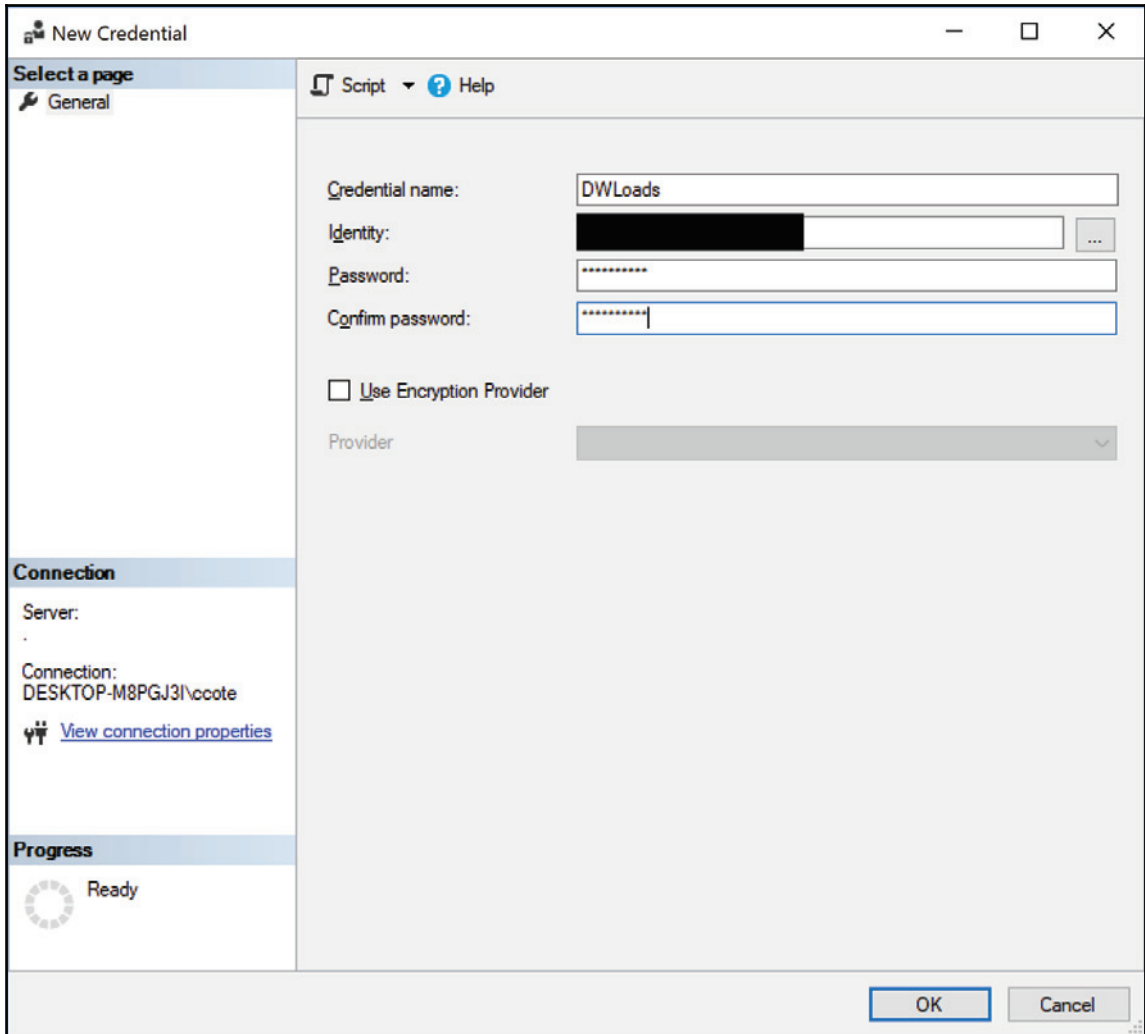 New Credential
Select a page
General
Script
Help
Credential name:
DWLoads
Identity:
...
Password:
**********
Confirm password:
**********
Use Encryption Provider
Provider
Connection
Server:
.
Connection:
DESKTOP-M8PGJ3I\ccote
View connection properties
Progress
Ready
OK
Cancel